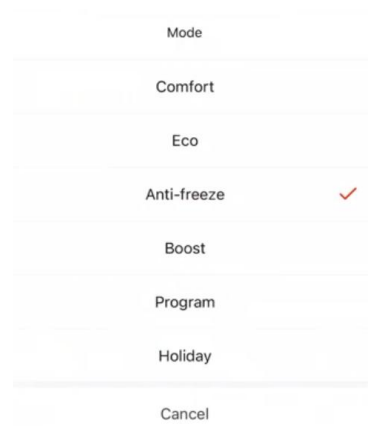 Mode
Comfort
Eco
Anti-freeze
Boost
Program
Holiday
Cancel